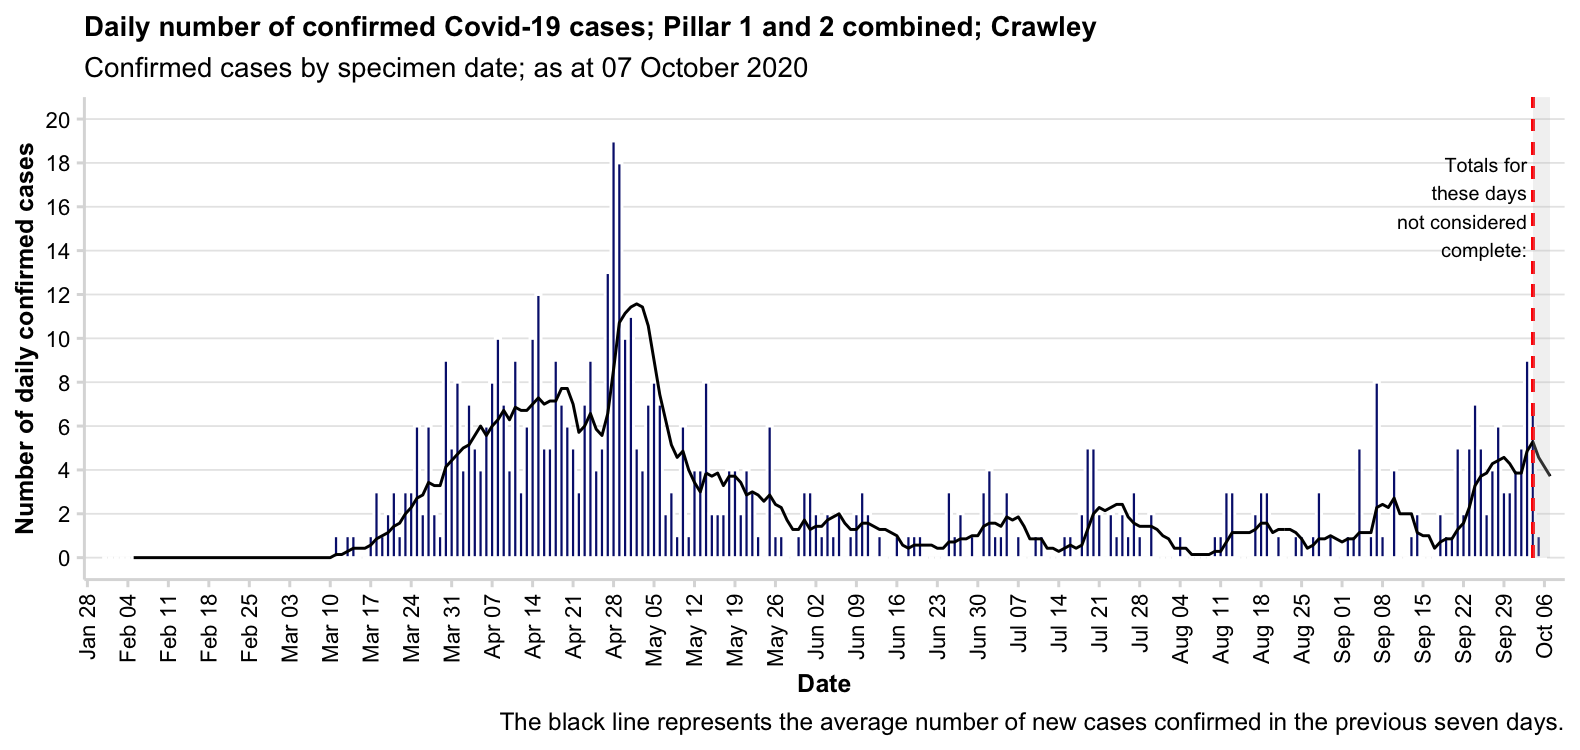 Daily number of confirmed Covid-19 cases; Pillar 1 and 2 combined; Crawley
Confirmed cases by specimen date; as at 07 October 2020
Number of daily confirmed cases
20
18
16
14
12
10
8
6
4
2
0
Totals for
these days
not considered
complete:
Jan 28
Feb 04
Feb 11
Feb 18
Feb 25
Mar 03
Mar 10
Mar 17
Mar 24
Mar 31
Apr 07
Apr 14
Apr 21
Apr 28
May 05
May 12
May 19
May 26
Jun 02
Jun 09
Jun 16
Jun 23
Jun 30
Jul 07
Jul 14
Jul 21
Jul 28
Aug 04
Aug 11
Aug 18
Aug 25
Sep 01
Sep 08
Sep 15
Sep 22
Sep 29
Oct 06
Date
The black line represents the average number of new cases confirmed in the previous seven days.